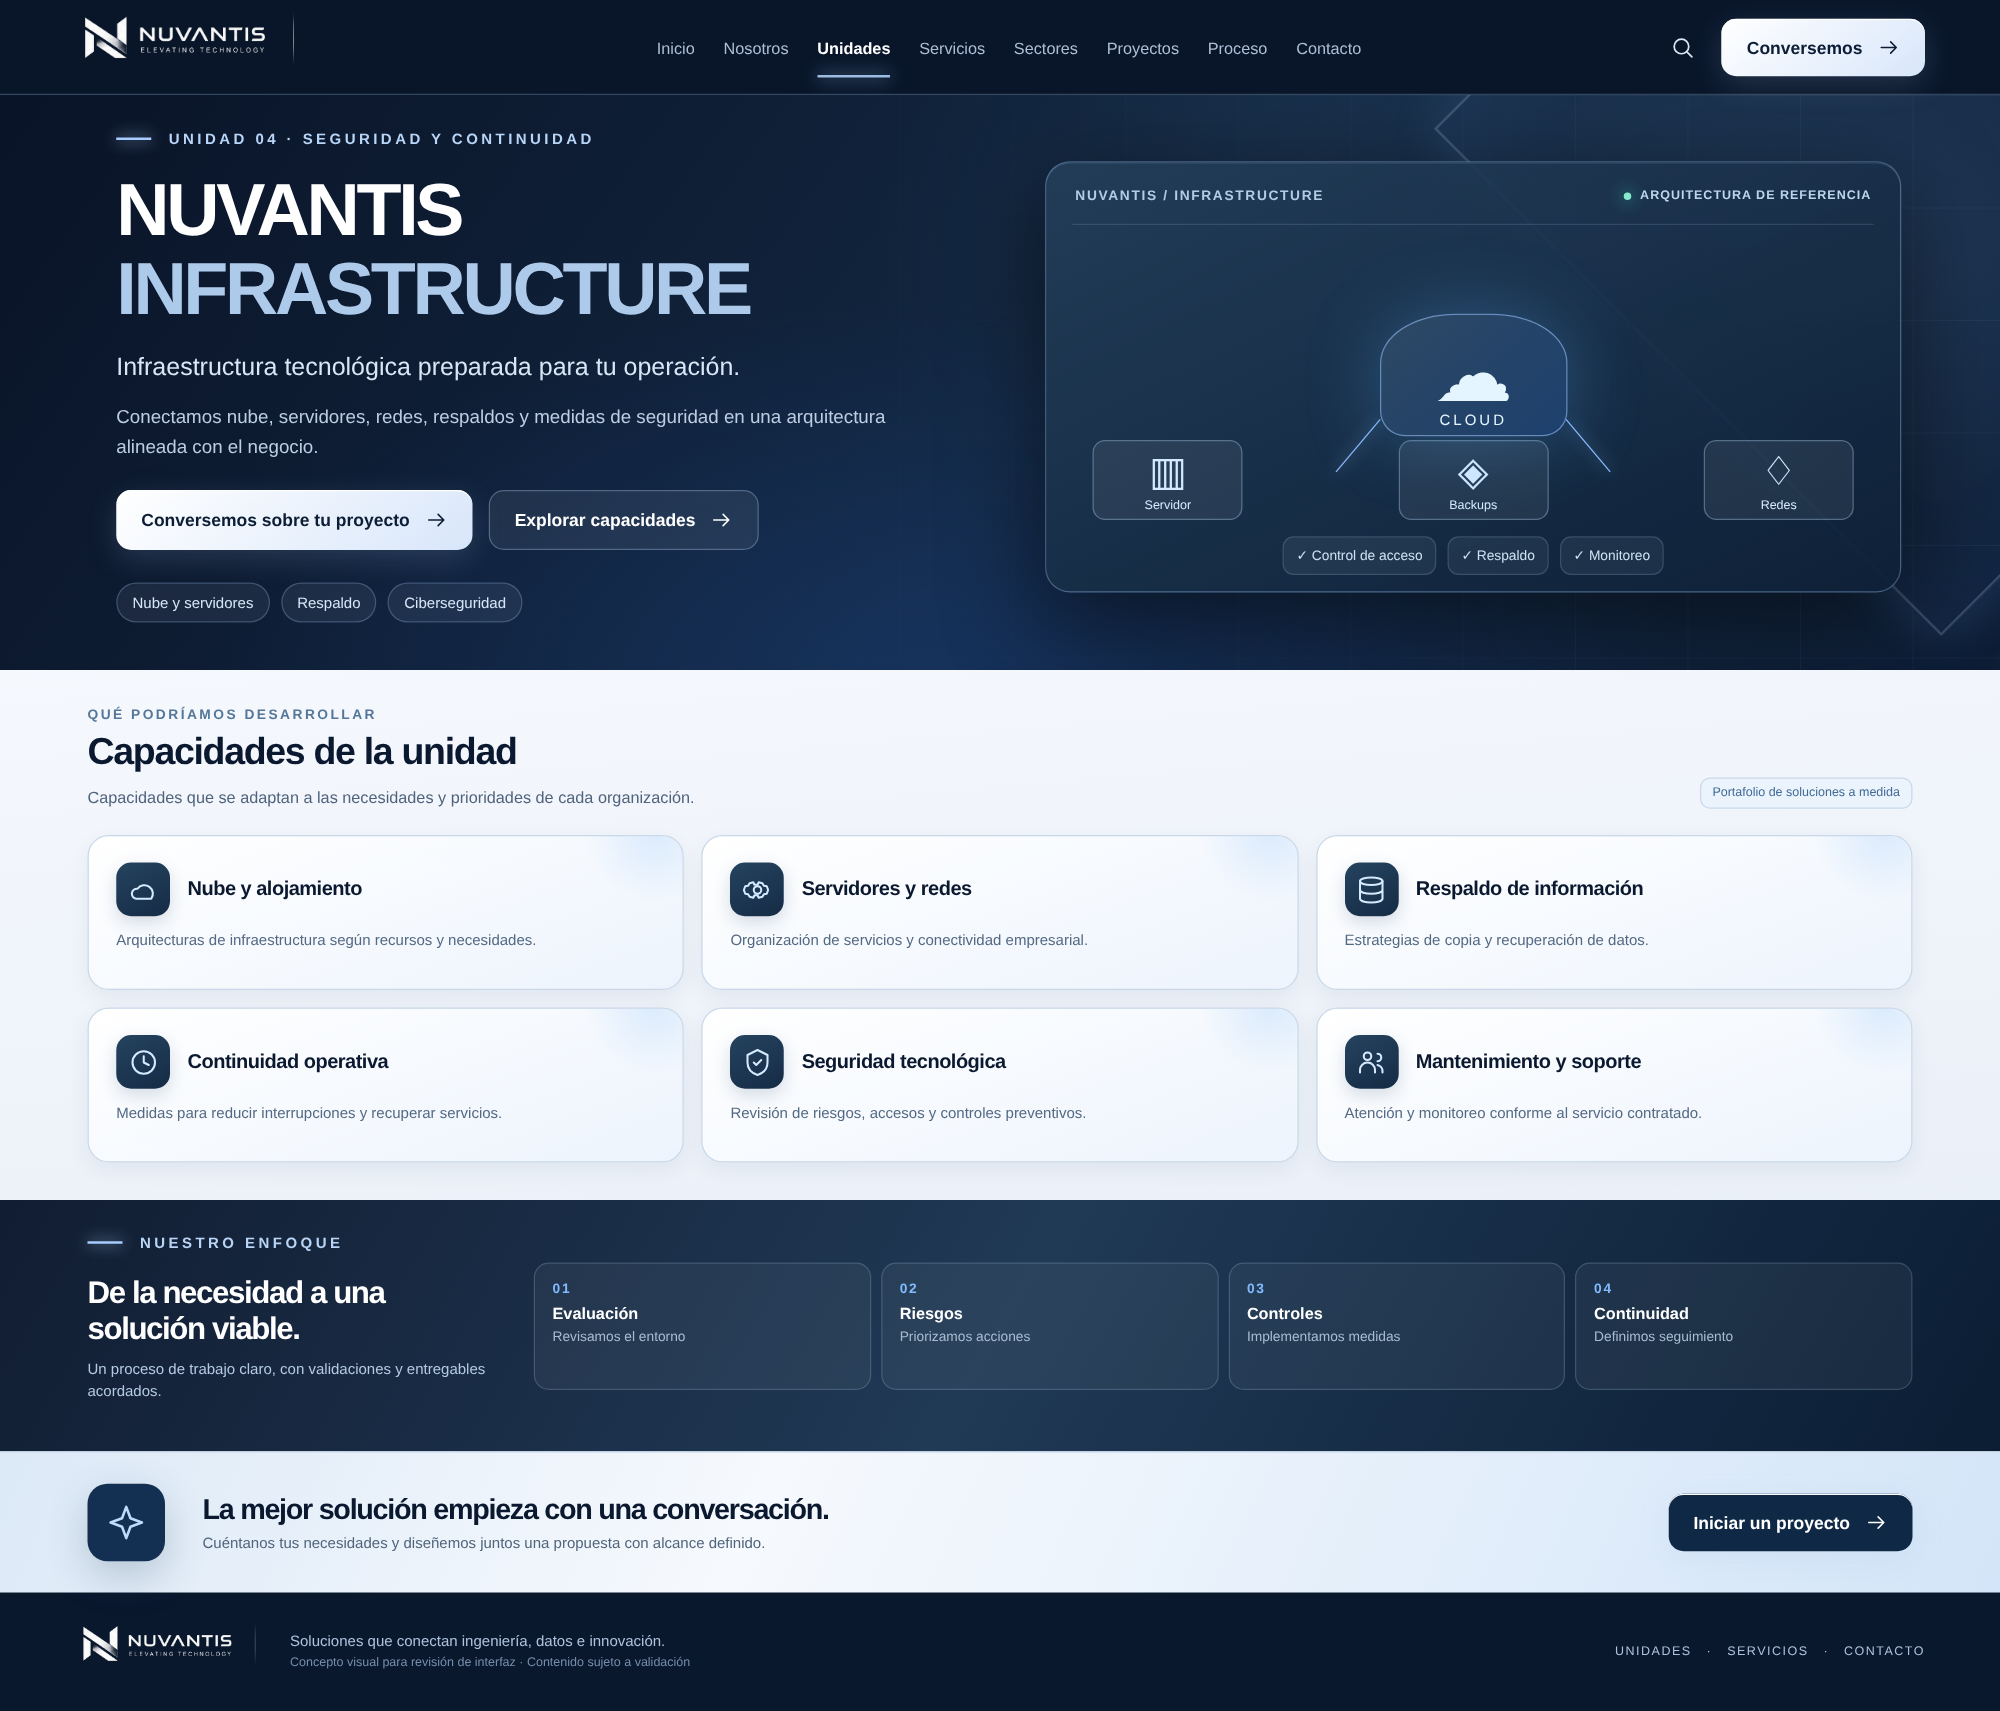 NUVANTIS
ELEVATING TECHNOLOGY
Inicio
Nosotros
Unidades
Servicios
Sectores
Proyectos
Proceso
Contacto
Conversemos
UNIDAD 04 · SEGURIDAD Y CONTINUIDAD
NUVANTIS
INFRASTRUCTURE
Infraestructura tecnológica preparada para tu operación.
Conectamos nube, servidores, redes, respaldos y medidas de seguridad en una arquitectura
alineada con el negocio.
Conversemos sobre tu proyecto
Explorar capacidades
Nube y servidores
Respaldo
Ciberseguridad
NUVANTIS / INFRASTRUCTURE
ARQUITECTURA DE REFERENCIA
CLOUD
Servidor
Backups
Redes
✓ Control de acceso
✓ Respaldo
✓ Monitoreo
QUÉ PODRÍAMOS DESARROLLAR
Capacidades de la unidad
Capacidades que se adaptan a las necesidades y prioridades de cada organización.
Portafolio de soluciones a medida
Nube y alojamiento
Arquitecturas de infraestructura según recursos y necesidades.
Servidores y redes
Organización de servicios y conectividad empresarial.
Respaldo de información
Estrategias de copia y recuperación de datos.
Continuidad operativa
Medidas para reducir interrupciones y recuperar servicios.
Seguridad tecnológica
Revisión de riesgos, accesos y controles preventivos.
Mantenimiento y soporte
Atención y monitoreo conforme al servicio contratado.
NUESTRO ENFOQUE
De la necesidad a una
solución viable.
Un proceso de trabajo claro, con validaciones y entregables
acordados.
01
Evaluación
Revisamos el entorno
02
Riesgos
Priorizamos acciones
03
Controles
Implementamos medidas
04
Continuidad
Definimos seguimiento
La mejor solución empieza con una conversación.
Cuéntanos tus necesidades y diseñemos juntos una propuesta con alcance definido.
Iniciar un proyecto
NUVANTIS
ELEVATING TECHNOLOGY
Soluciones que conectan ingeniería, datos e innovación.
Concepto visual para revisión de interfaz · Contenido sujeto a validación
UNIDADES · SERVICIOS · CONTACTO